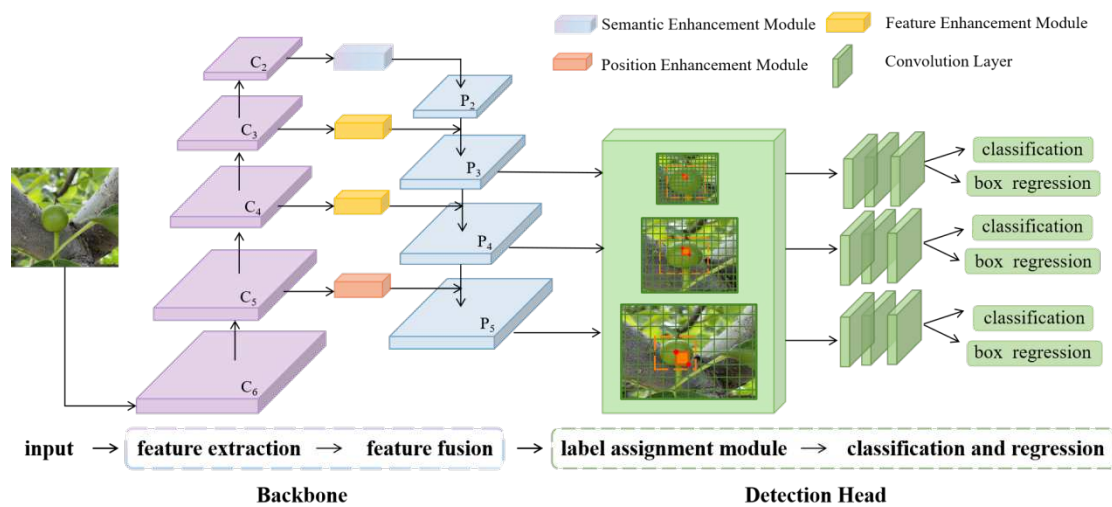 Semantic Enhancement Module
Feature Enhancement Module
Position Enhancement Module
Convolution Layer
C2
C3
C4
C5
C6
P2
P3
P4
P5
classification
box regression
classification
box regression
classification
box regression
input
feature extraction
feature fusion
label assignment module
classification and regression
Backbone
Detection Head